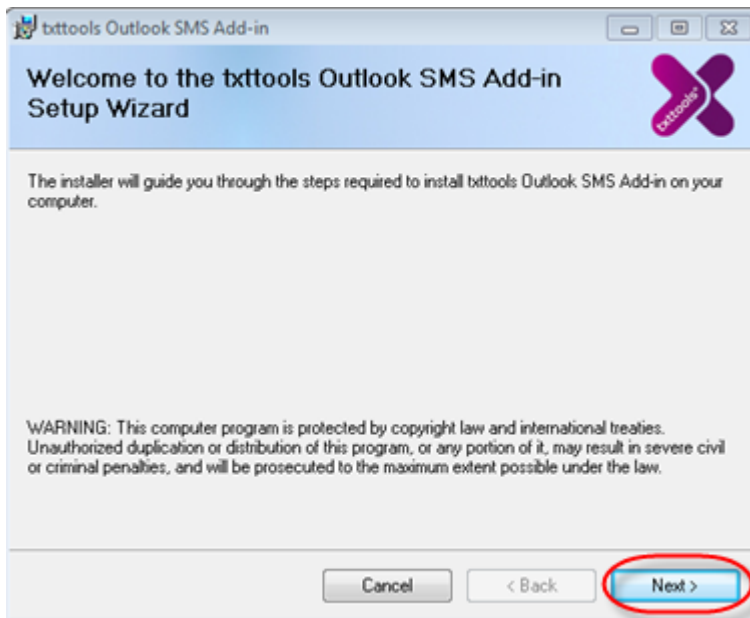 txttools Outlook SMS Add-in
Welcome to the txttools Outlook SMS Add-in
Setup Wizard
txttools®
The installer will guide you through the steps required to install txttools Outlook SMS Add-in on your
computer.
WARNING: This computer program is protected by copyright law and international treaties.
Unauthorized duplication or distribution of this program, or any portion of it, may result in severe civil
or criminal penalties, and will be prosecuted to the maximum extent possible under the law.
Cancel
< Back
Next >